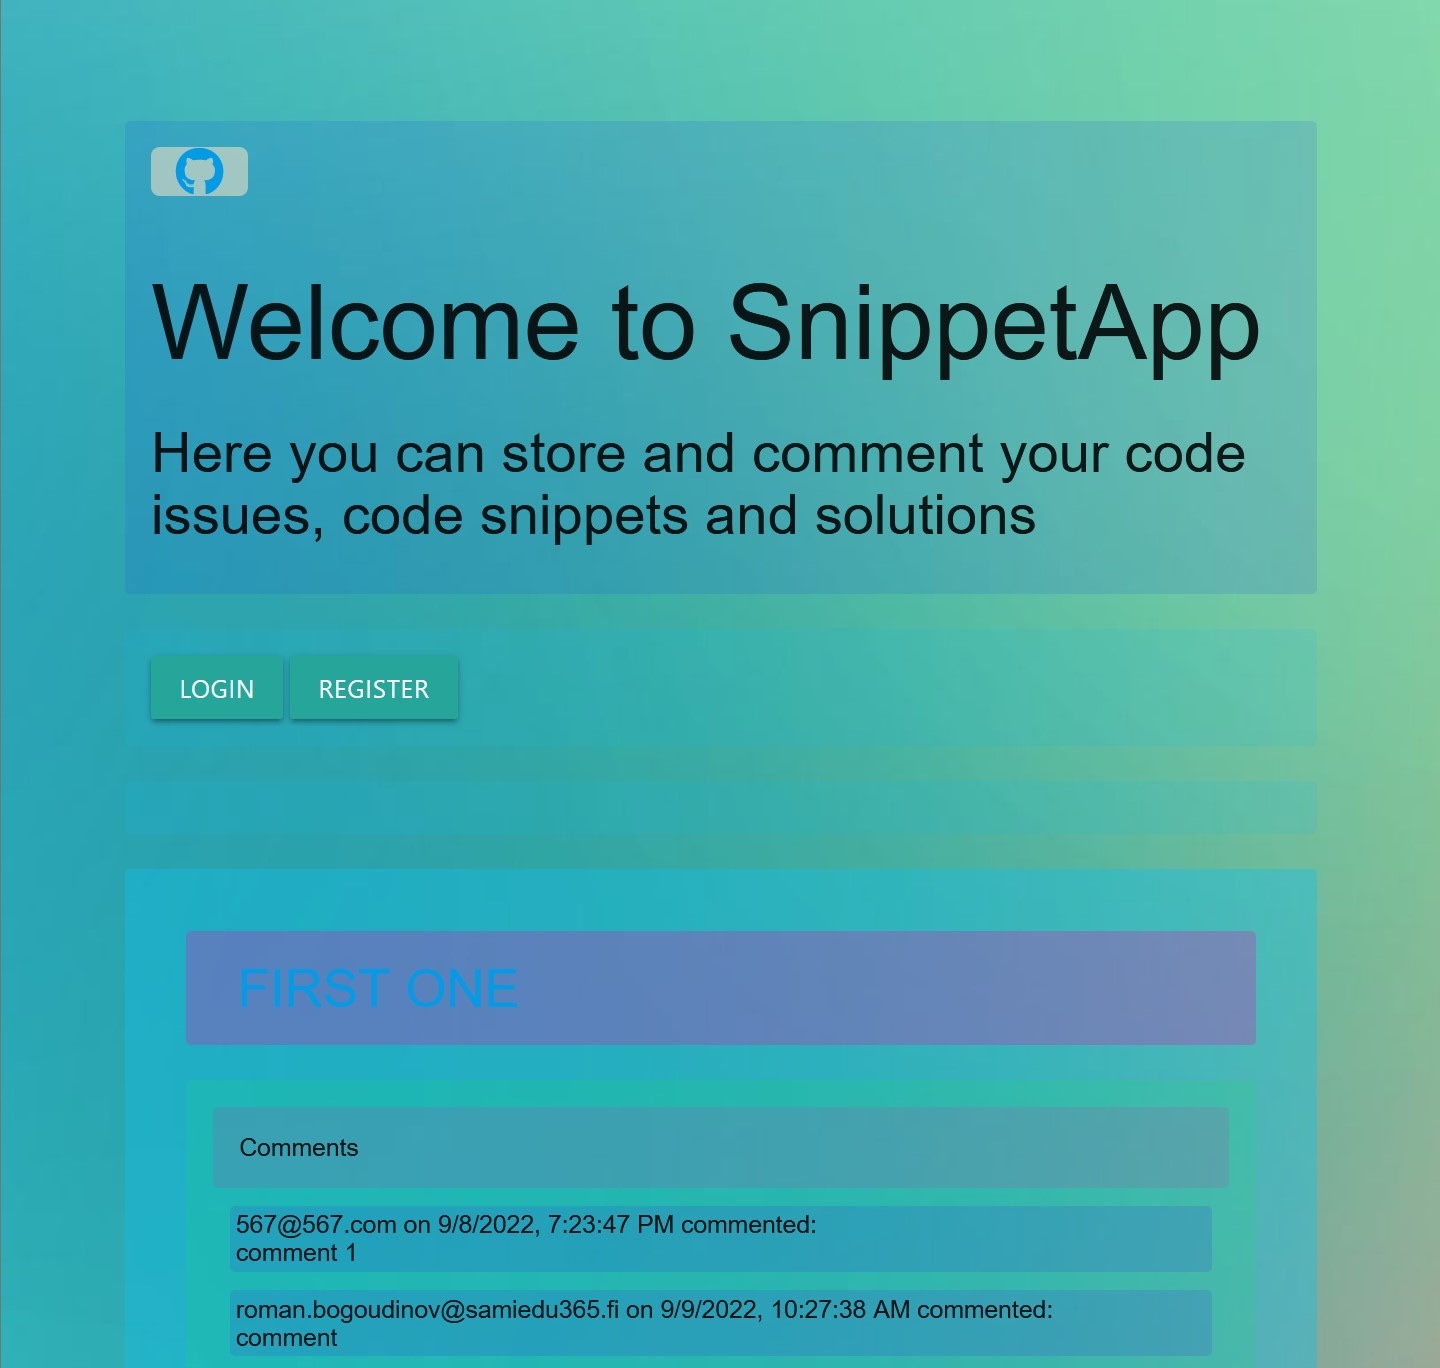 Welcome to SnippetApp
Here you can store and comment your code
issues, code snippets and solutions
LOGIN REGISTER
FIRST ONE
Comments
567@567.com on 9/8/2022, 7:23:47 PM commented:
comment 1
roman.bogoudinov@samiedu365.fi on 9/9/2022, 10:27:38 AM commented:
comment